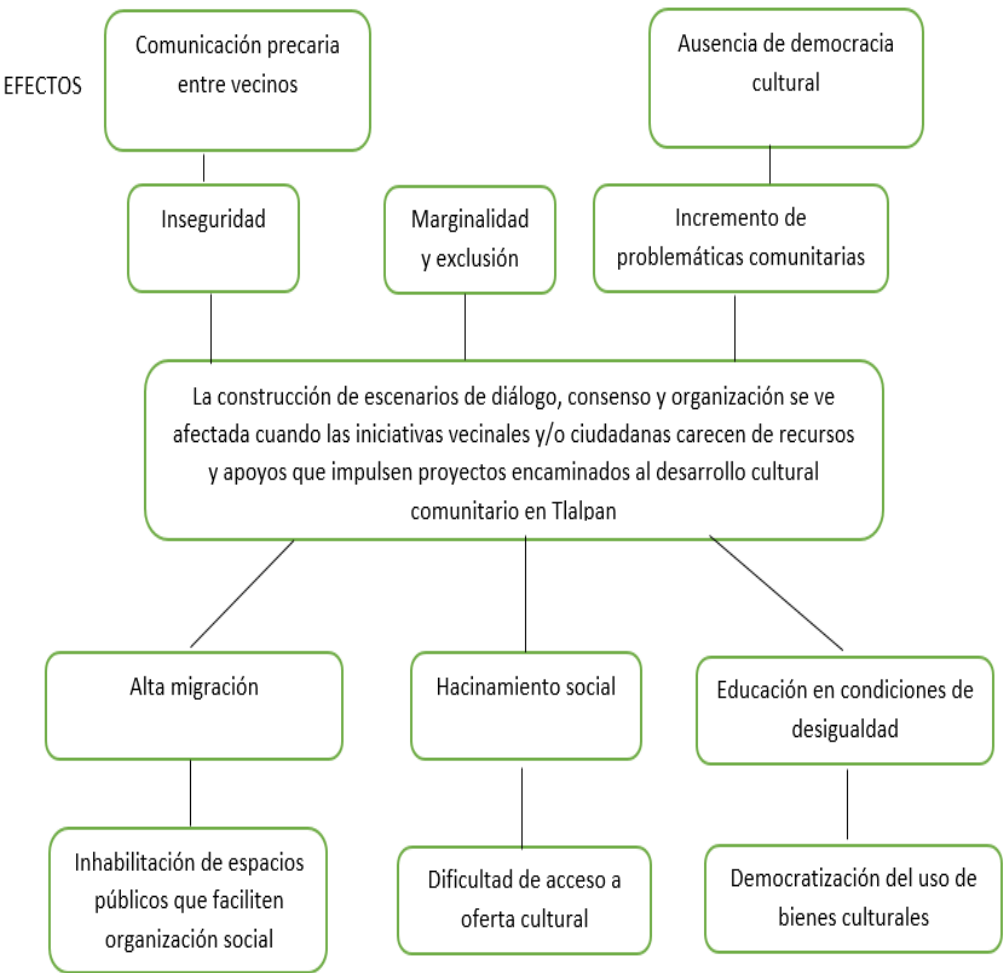 Comunicación precaria
entre vecinos
Ausencia de democracia
cultural
EFECTOS
Inseguridad
Marginalidad
y exclusión
Incremento de
problemáticas comunitarias
La construcción de escenarios de diálogo, consenso y organización se ve
afectada cuando las iniciativas vecinales y/o ciudadanas carecen de recursos
y apoyos que impulsen proyectos encaminados al desarrollo cultural
comunitario en Tlalpan
Alta migración
Hacinamiento social
Educación en condiciones de
desigualdad
Inhabilitación de espacios
públicos que faciliten
organización social
Dificultad de acceso a
oferta cultural
Democratización del uso de
bienes culturales